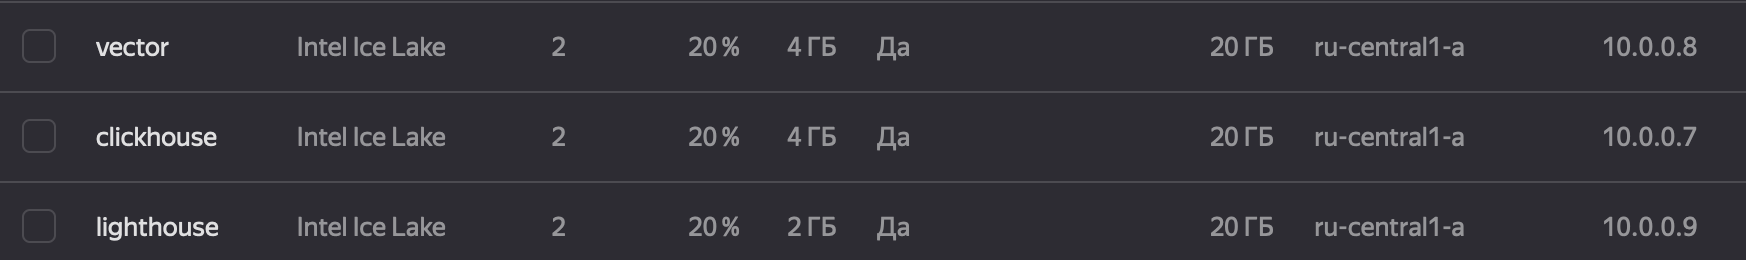 vector Intel Ice Lake 2 20 % 4 ГБ Да 20 ГБ ru-central1-a 10.0.0.8
clickhouse Intel Ice Lake 2 20 % 4 ГБ Да 20 ГБ ru-central1-a 10.0.0.7
lighthouse Intel Ice Lake 2 20 % 2 ГБ Да 20 ГБ ru-central1-a 10.0.0.9